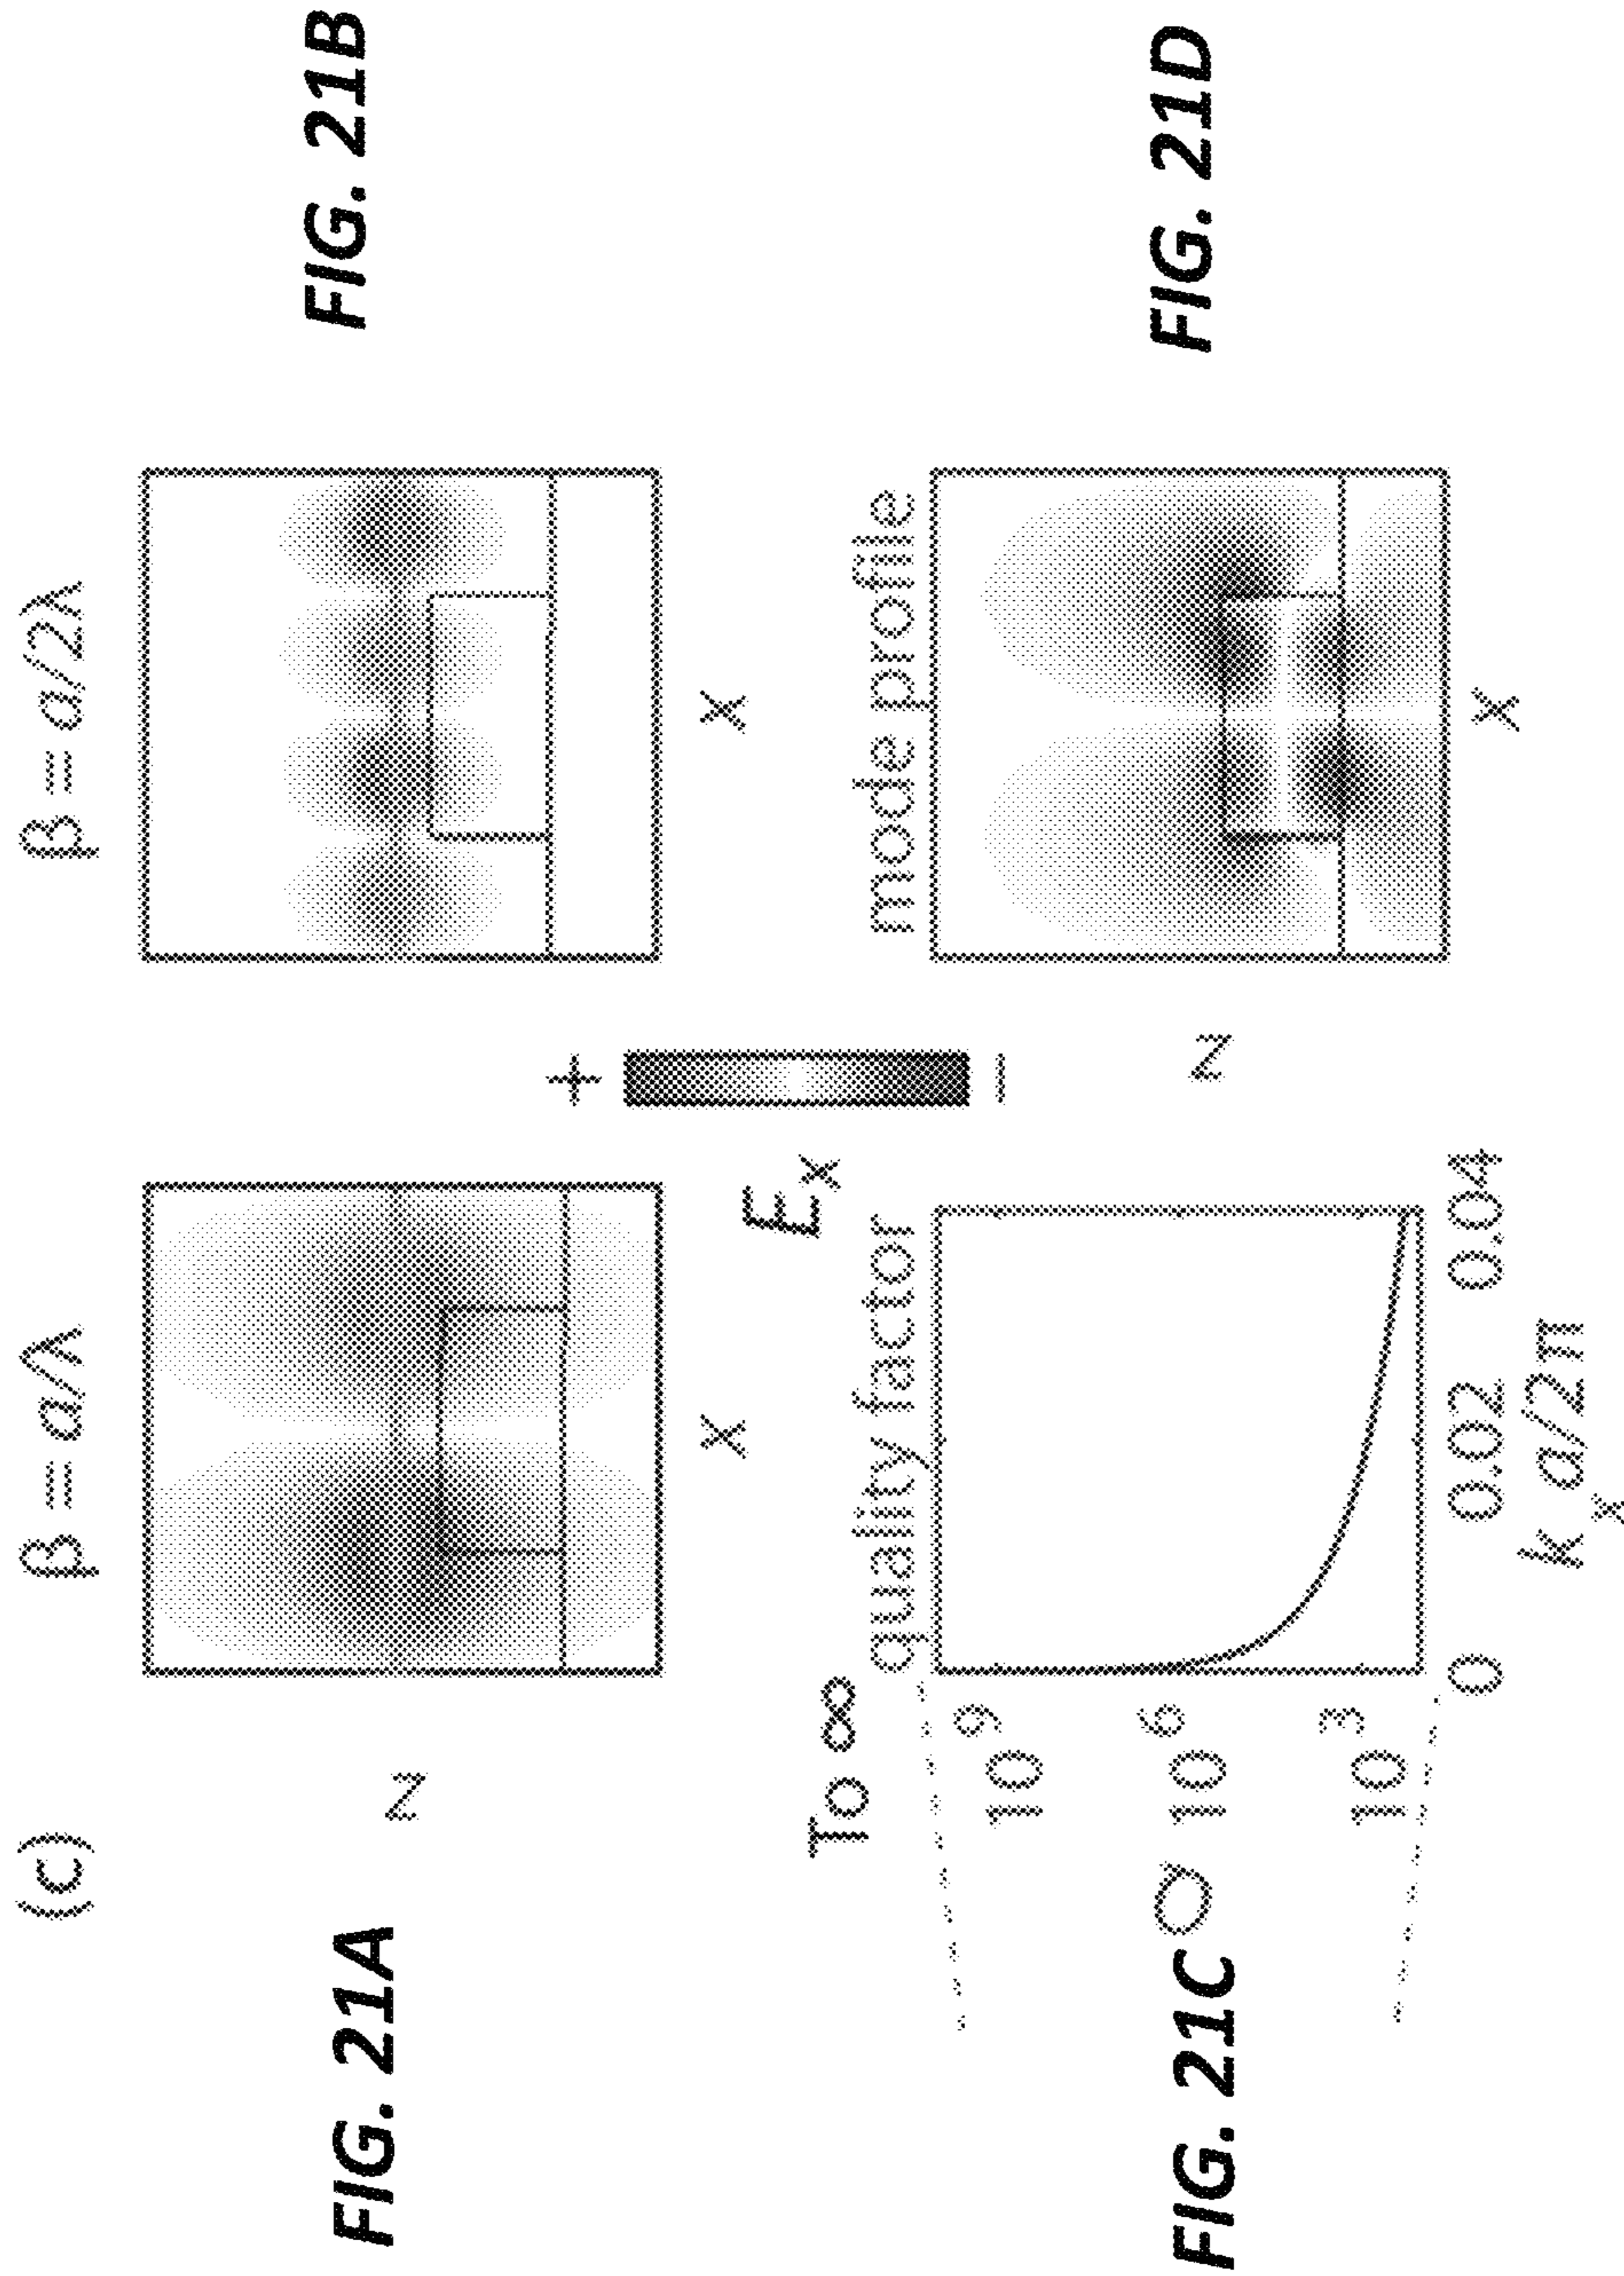 (c)
β = a/λ
β = a/2λ
FIG. 21A
z
x
x
FIG. 21B
E x
+
−
To ∞
quality factor
mode profile
10 9
10 6
10 3
Q
FIG. 21C
0
0.02
0.04
k x a/2π
z
x
FIG. 21D